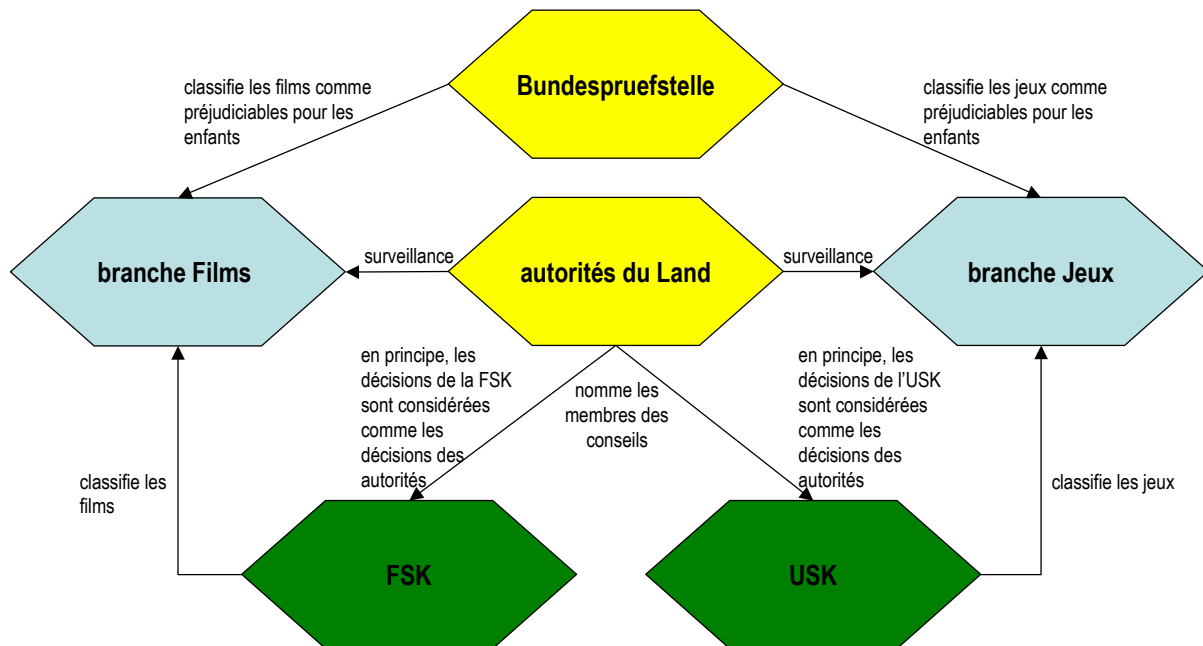 Bundespruefstelle
classifie les films comme
préjudiciables pour les
enfants
classifie les jeux comme
préjudiciables pour les
enfants
branche Films
surveillance
autorités du Land
surveillance
branche Jeux
en principe, les
décisions de la FSK
sont considérées
comme les
décisions des
autorités
nomme les
membres des
conseils
en principe, les
décisions de l’USK
sont considérées
comme les
décisions des
autorités
classifie les
films
classifie les jeux
FSK
USK